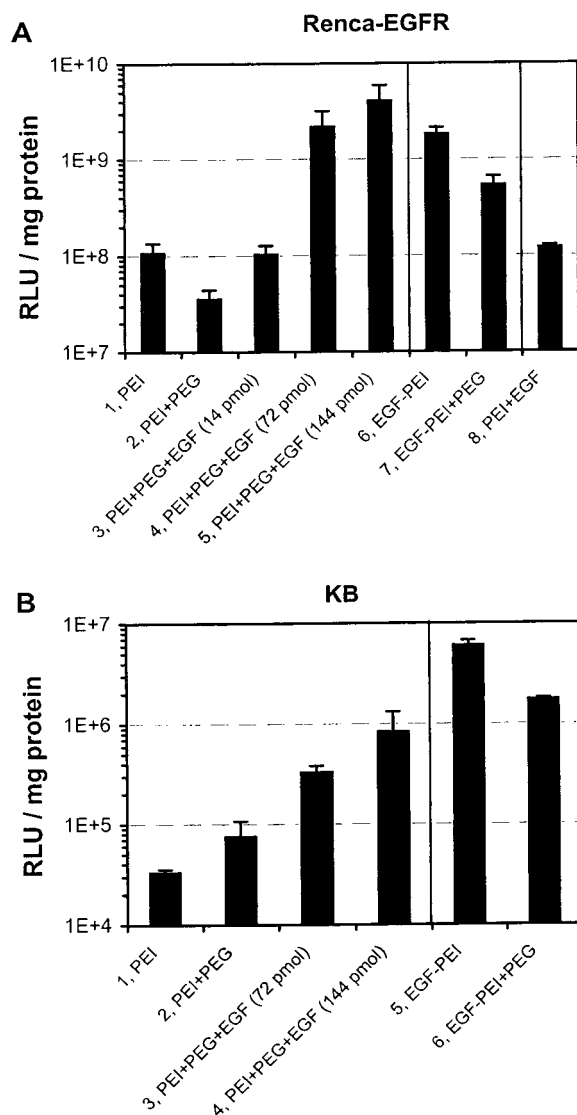 A
Renca-EGFR
RLU / mg protein
1E+10
1E+9
1E+8
1E+7
1, PEI
2, PEI+PEG
3, PEI+PEG+EGF (14 pmol)
4, PEI+PEG+EGF (72 pmol)
5, PEI+PEG+EGF (144 pmol)
6, EGF-PEI
7, EGF-PEI+PEG
8, PEI+EGF
B
KB
RLU / mg protein
1E+7
1E+6
1E+5
1E+4
1, PEI
2, PEI+PEG
3, PEI+PEG+EGF (72 pmol)
4, PEI+PEG+EGF (144 pmol)
5, EGF-PEI
6, EGF-PEI+PEG